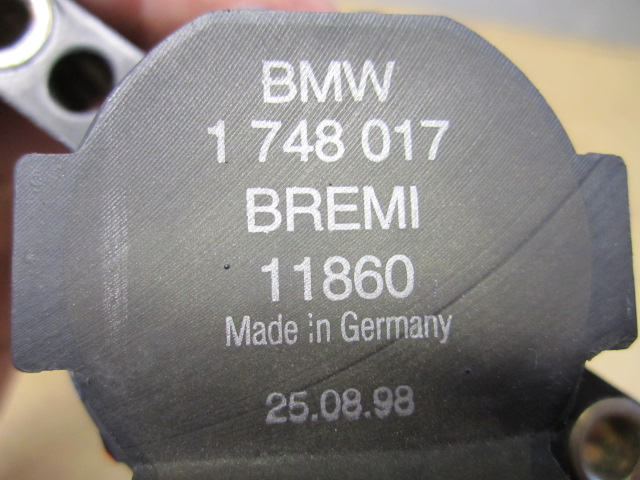 BMW
1 748 017
BREMI
11860
Made in Germany
25.08.98